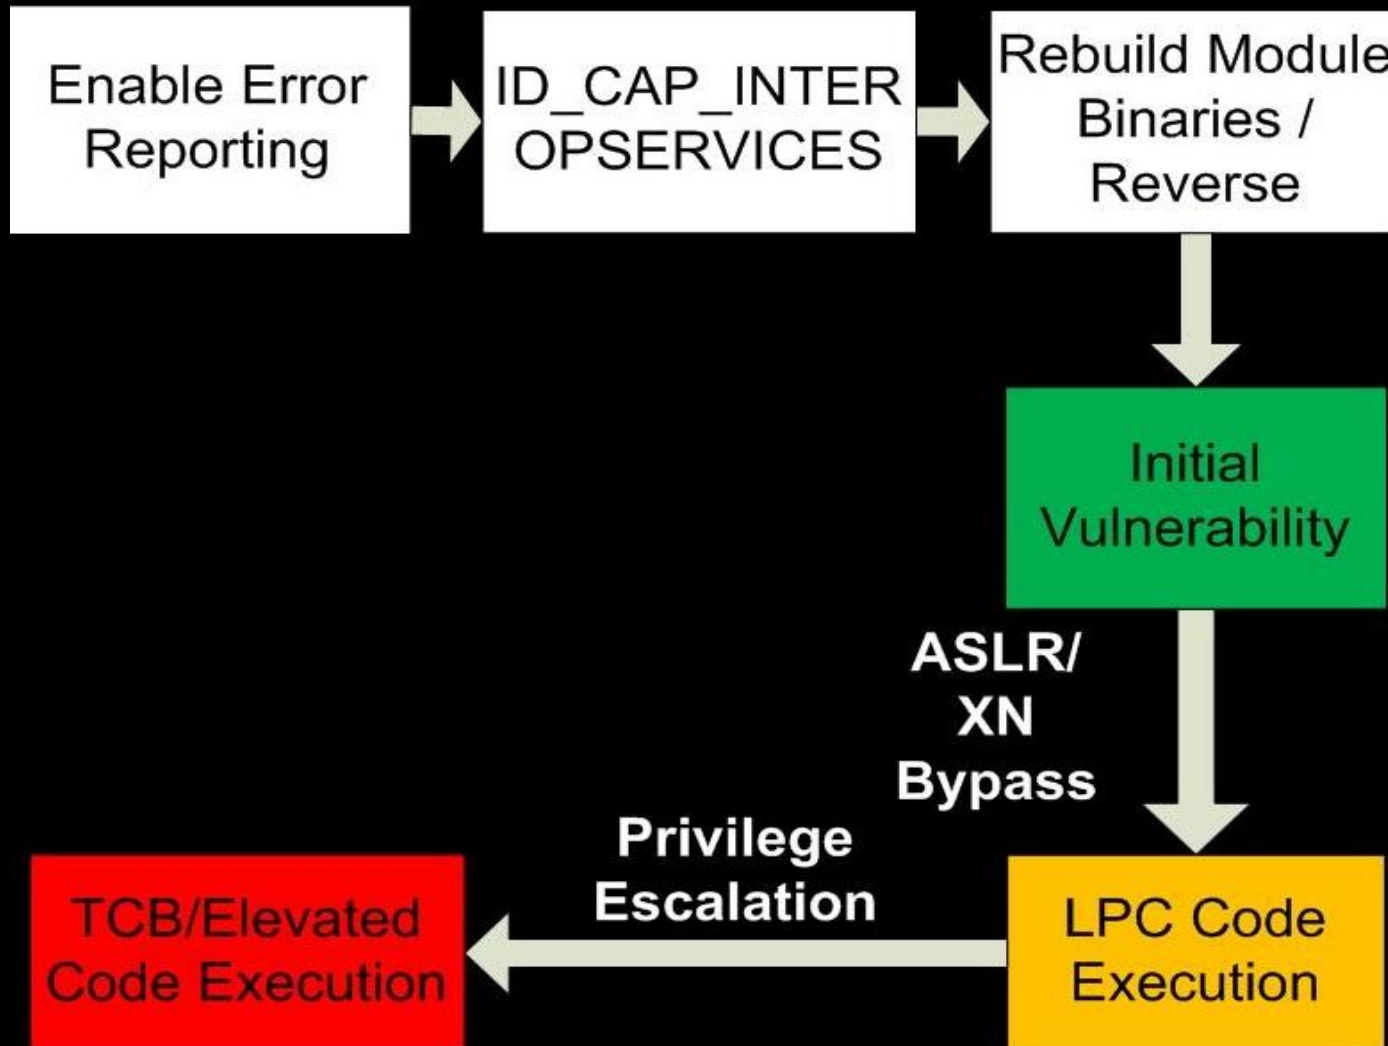 Enable Error
Reporting
ID_CAP_INTER
OPSERVICES
Rebuild Module
Binaries /
Reverse
Initial
Vulnerability
ASLR/
XN
Bypass
LPC Code
Execution
Privilege
Escalation
TCB/Elevated
Code Execution